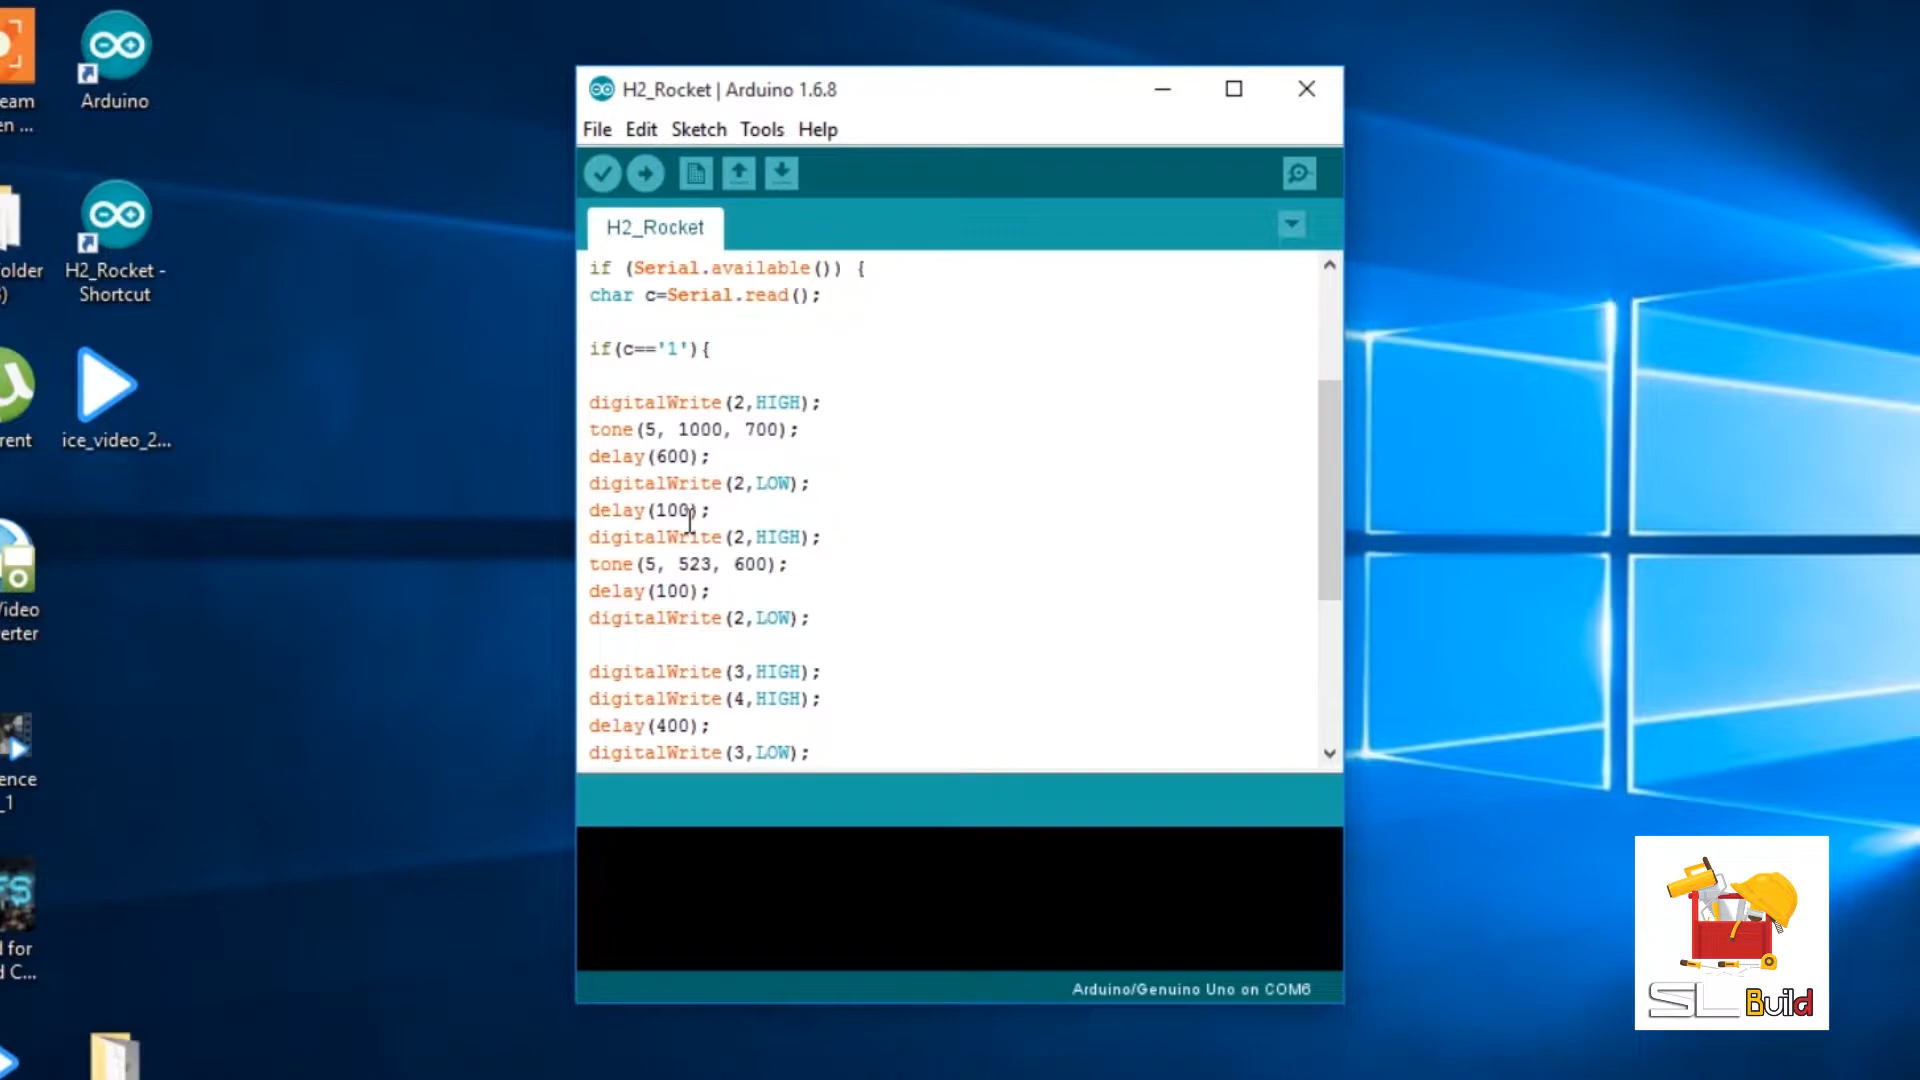 H2_Rocket | Arduino 1.6.8
File Edit Sketch Tools Help
H2_Rocket
if (Serial.available()) {
char c=Serial.read();
if(c=='1'){
digitalWrite(2,HIGH);
tone(5, 1000, 700);
delay(600);
digitalWrite(2,LOW);
delay(100);
digitalWrite(2,HIGH);
tone(5, 523, 600);
delay(100);
digitalWrite(2,LOW);
digitalWrite(3,HIGH);
digitalWrite(4,HIGH);
delay(400);
digitalWrite(3,LOW);
Arduino/Genuino Uno on COM6
eam
en ...
Arduino
older
)
H2_Rocket -
Shortcut
rent
ice_video_2...
ideo
erter
ence
_1
FS
d for
d C...
SL Build